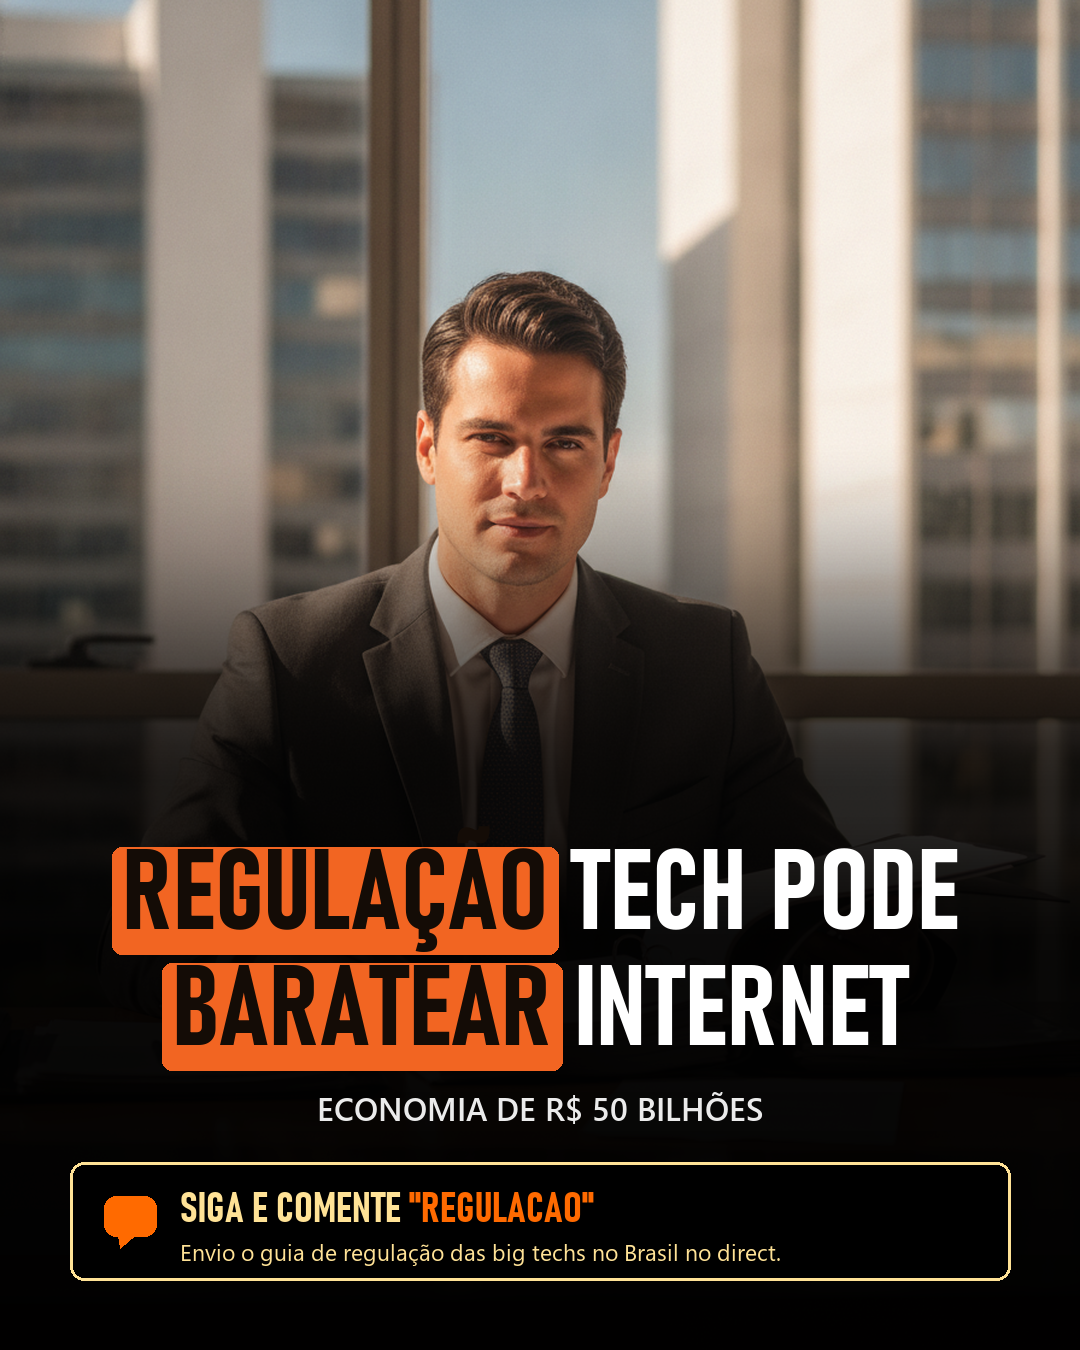 REGULAÇAO TECH PODE
BARATEAR INTERNET
ECONOMIA DE R$ 50 BILHÕES
SIGA E COMENTE "REGULACAO"
Envio o guia de regulação das big techs no Brasil no direct.